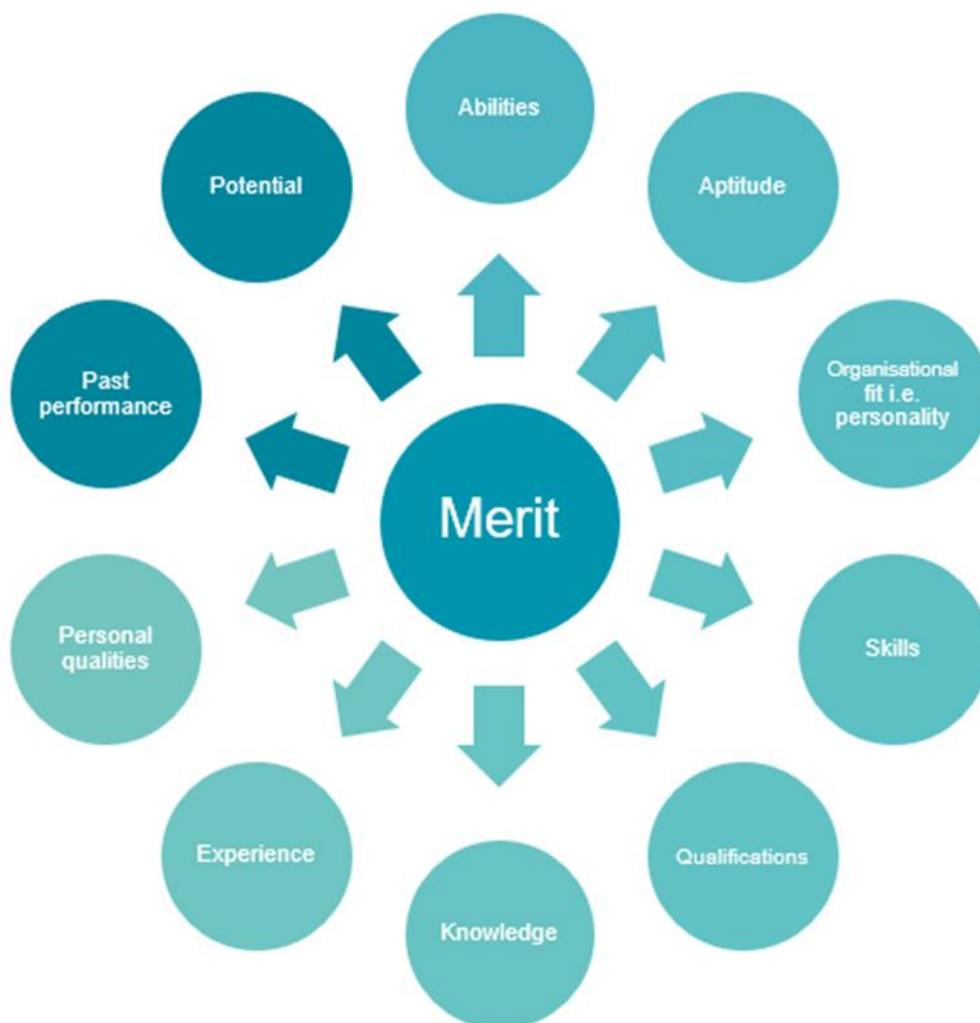 Abilities
Potential
Aptitude
Past
performance
Organisational
fit i.e.
personality
Merit
Personal
qualities
Skills
Experience
Qualifications
Knowledge